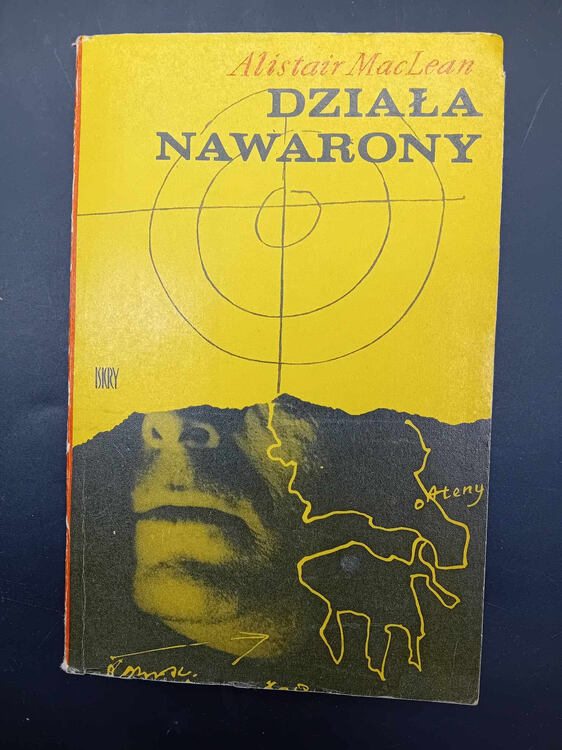 Alistair MacLean
DZIAŁA
NAWARONY
ISKRY
Ateny